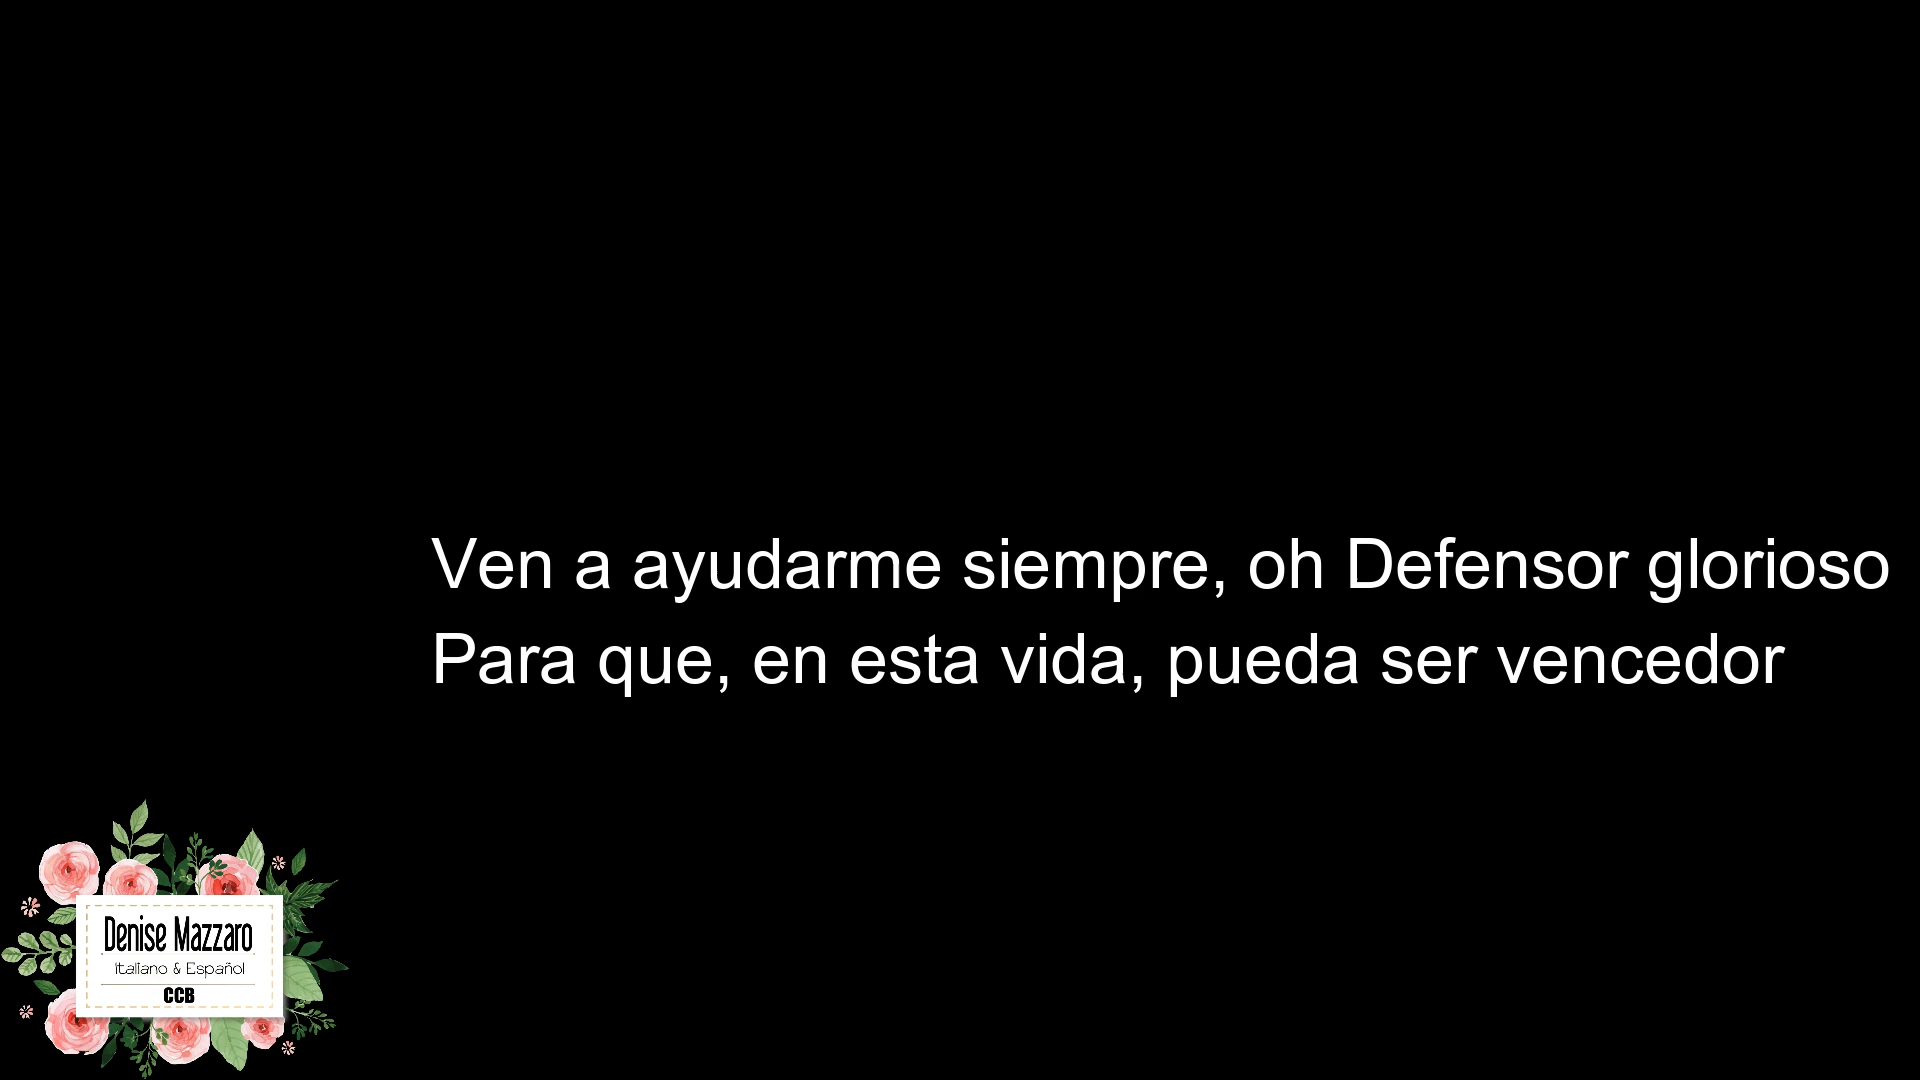 Ven a ayudarme siempre, oh Defensor glorioso
Para que, en esta vida, pueda ser vencedor
Denise Mazzaro
Italiano & Español
CCB